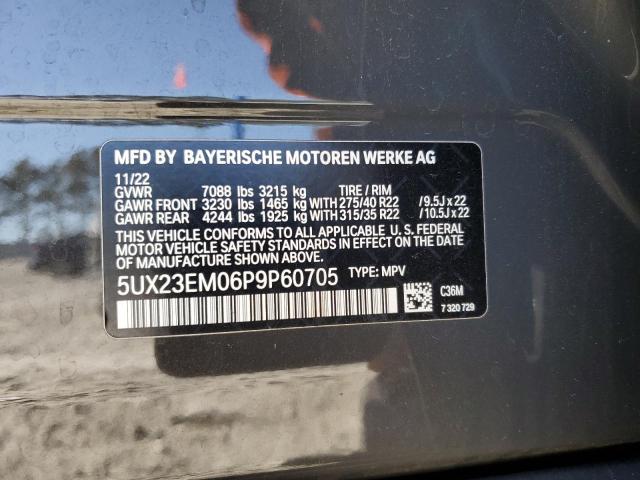 MFD BY BAYERISCHE MOTOREN WERKE AG
11/22
GVWR 7088 lbs 3215 kg TIRE / RIM
GAWR FRONT 3230 lbs 1465 kg WITH 275/40 R22 /9.5J x 22
GAWR REAR 4244 lbs 1925 kg WITH 315/35 R22 /10.5J x 22
THIS VEHICLE CONFORMS TO ALL APPLICABLE U. S. FEDERAL
MOTOR VEHICLE SAFETY STANDARDS IN EFFECT ON THE DATE
OF MANUFACTURE SHOWN ABOVE.
5UX23EM06P9P60705 TYPE: MPV
C36M
7 320 729